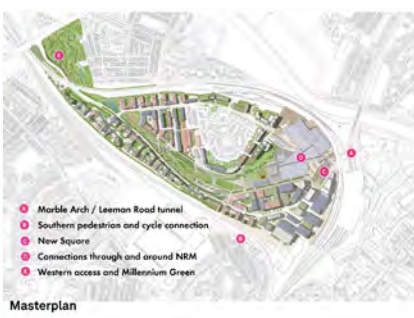 E
A
D
C
B
A Marble Arch / Leeman Road tunnel
B Southern pedestrian and cycle connection
C New Square
D Connections through and around NRM
E Western access and Millennium Green
Masterplan